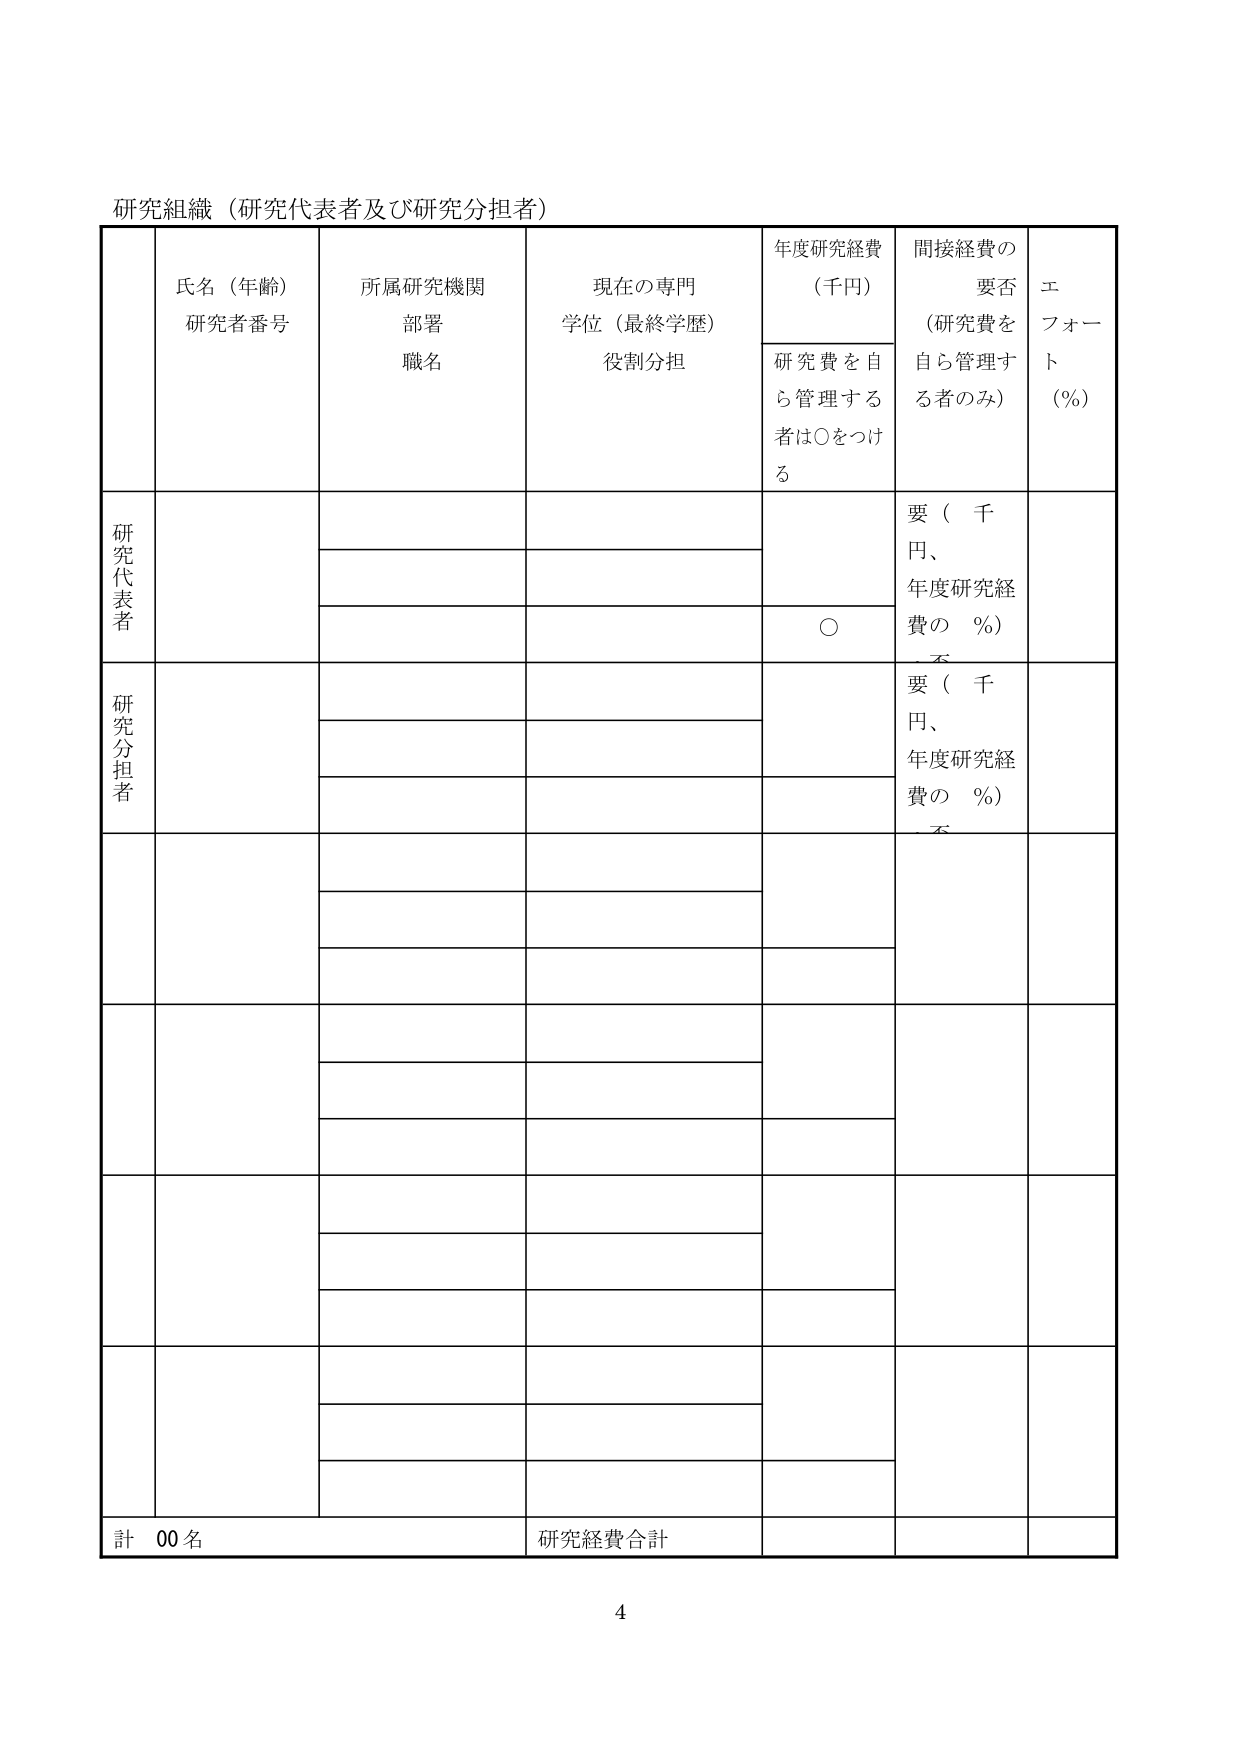 研究組織（研究代表者及び研究分担者）
氏名（年齢）
研究者番号
所属研究機関
部署
職名
現在の専門
学位（最終学歴）
役割分担
年度研究経費
（千円）
研究費を自
ら管理する
者は○をつけ
る
間接経費の
要否
（研究費を
自ら管理す
る者のみ）
エ
フォー
ト
（%）
研究代表者
○
要（　千
円、
年度研究経
費の　%）
研究分担者
要（　千
円、
年度研究経
費の　%）
計　00 名
研究経費合計
4